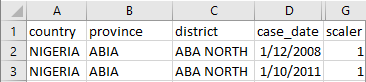 A B C D G
1 country province district case_date scaler
2 NIGERIA ABIA ABA NORTH 1/12/2008 1
3 NIGERIA ABIA ABA NORTH 1/10/2011 1